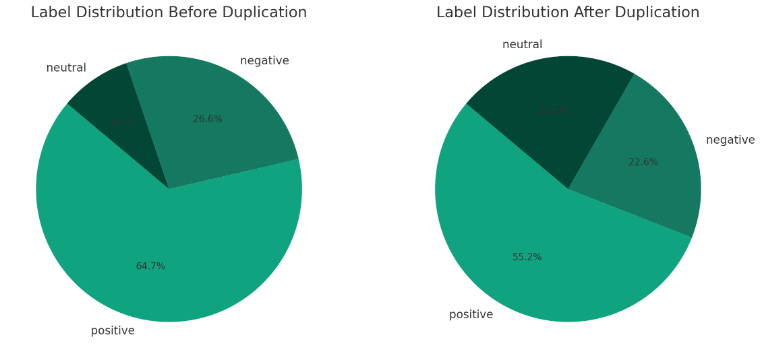 Label Distribution Before Duplication
neutral
negative
26.6%
64.7%
positive
Label Distribution After Duplication
neutral
negative
22.6%
55.2%
positive